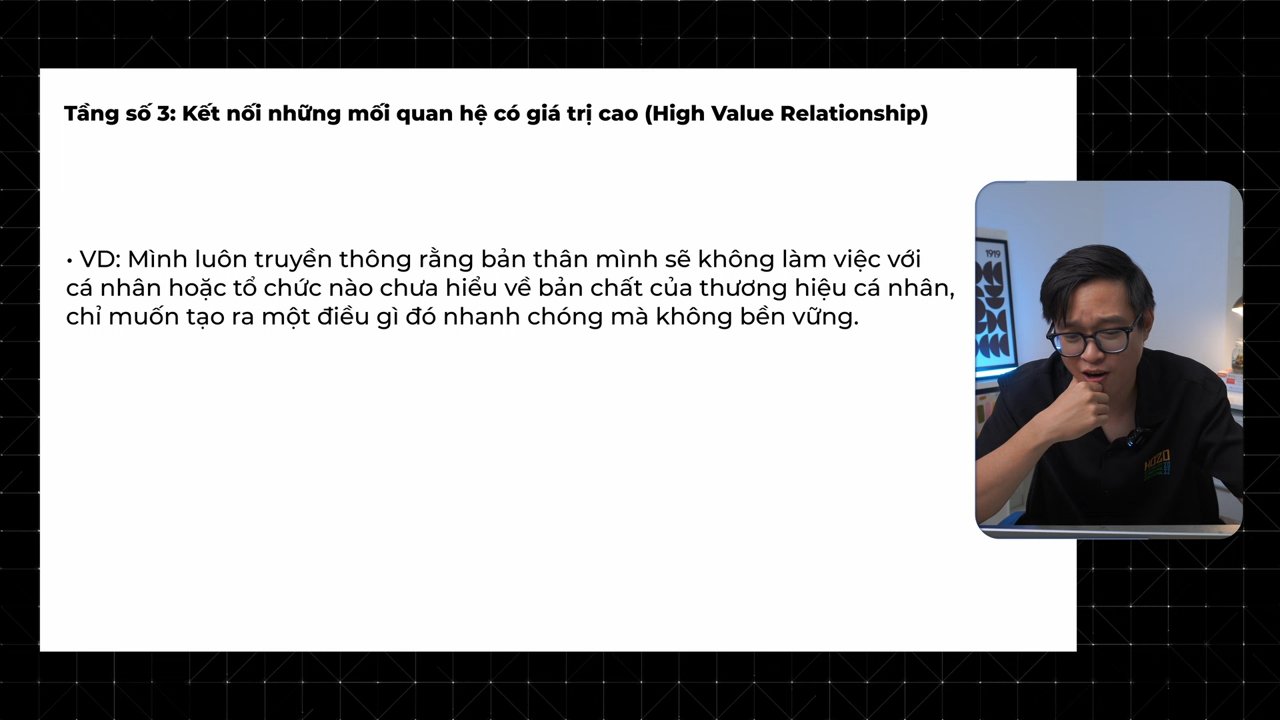 Tầng số 3: Kết nối những mối quan hệ có giá trị cao (High Value Relationship)
• VD: Mình luôn truyền thông rằng bản thân mình sẽ không làm việc với
cá nhân hoặc tổ chức nào chưa hiểu về bản chất của thương hiệu cá nhân,
chỉ muốn tạo ra một điều gì đó nhanh chóng mà không bền vững.
1919
HOZO